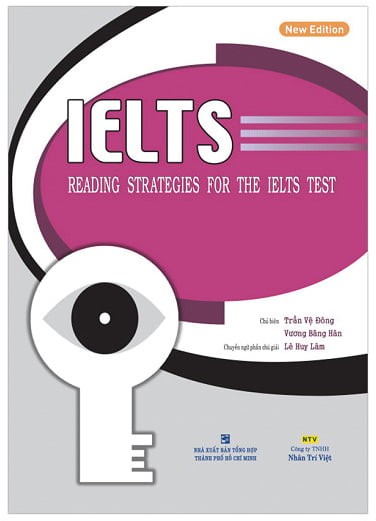 New Edition
IELTS
READING STRATEGIES FOR THE IELTS TEST
Chủ biên Trần Vệ Đông
Vương Băng Hân
Chuyển ngữ phần chú giải Lê Huy Lâm
NHÀ XUẤT BẢN TỔNG HỢP
THÀNH PHỐ HỒ CHÍ MINH
NTV
Công ty TNHH
Nhân Trí Việt